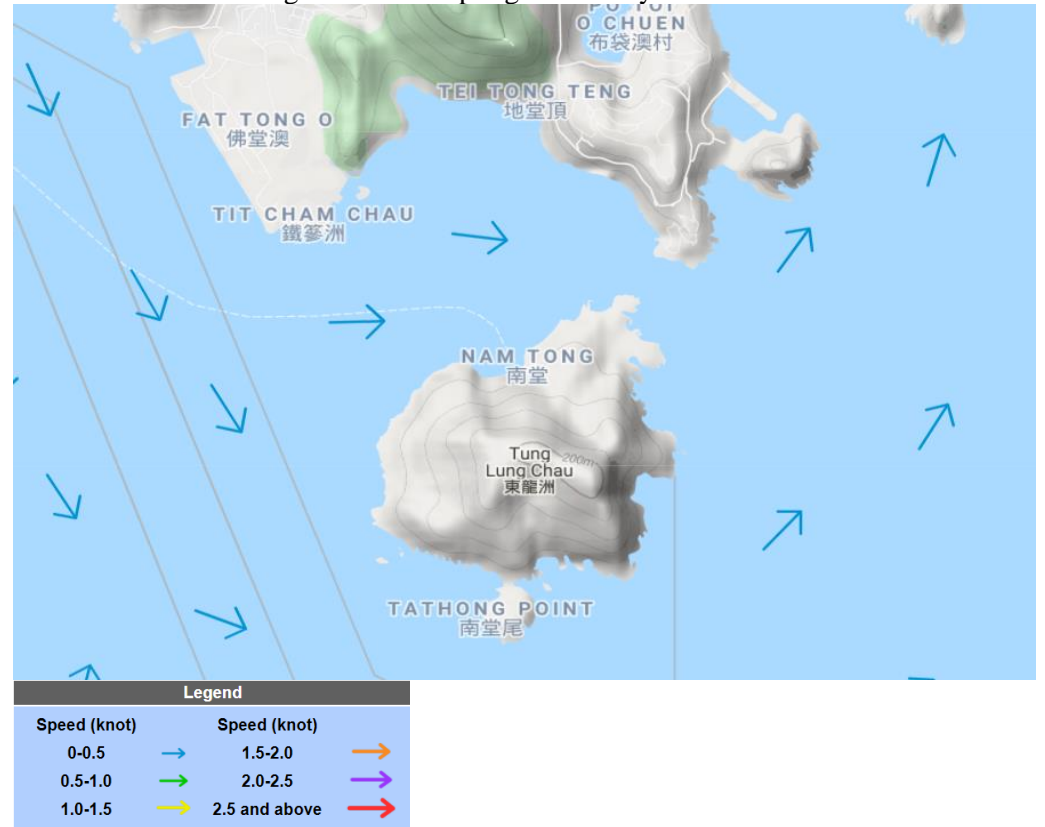 O CHUEN
布袋澳村
TEI TONG TENG
地堂頂
FAT TONG O
佛堂澳
TIT CHAM CHAU
鐵篸洲
NAM TONG
南堂
Tung
200m
Lung Chau
東龍洲
TATHONG POINT
南堂尾
Legend
Speed (knot) Speed (knot)
0-0.5 1.5-2.0
0.5-1.0 2.0-2.5
1.0-1.5 2.5 and above